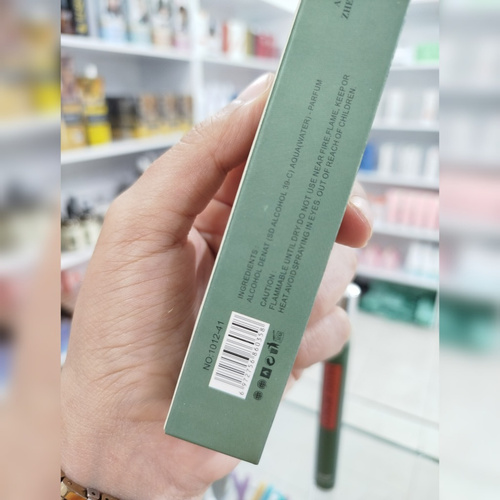 INGREDIENTS:
ALCOHOL DENAT (SD ALCOHOL 39-C) AQUA(WATER) - PARFUM
CAUTION
FLAMMABLE UNTIL DRY.DO NOT USE NEAR FIRE,FLAME KEEP OR
HEAT.AVOID SPRAYING IN EYES. OUT OF REACH OF CHILDREN
NO:1012-41